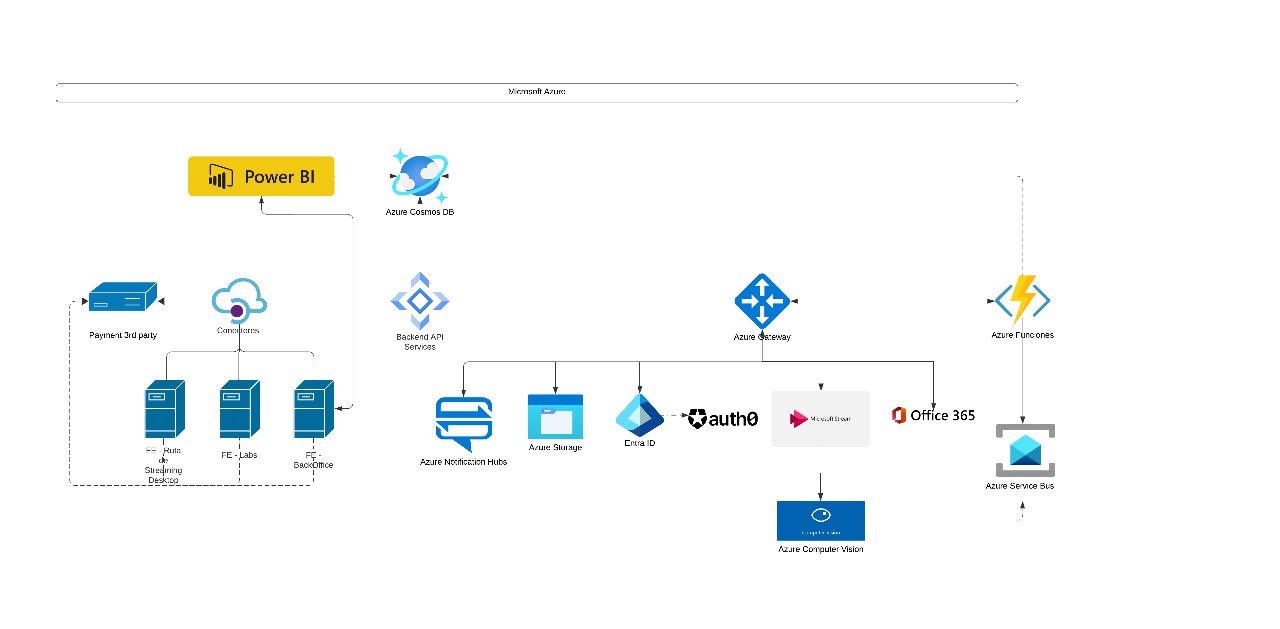 Microsoft Azure
Power BI
Azure Cosmos DB
Payment 3rd party
Conectores
Backend API
Services
Azure Gateway
Azure Funciones
FE - Ruta
de
Streaming
Desktop
FE - Labs
FE -
BackOffice
Azure Notification Hubs
Azure Storage
Entra ID
auth0
Microsoft Stream
Office 365
Azure Service Bus
Computer Vision
Azure Computer Vision